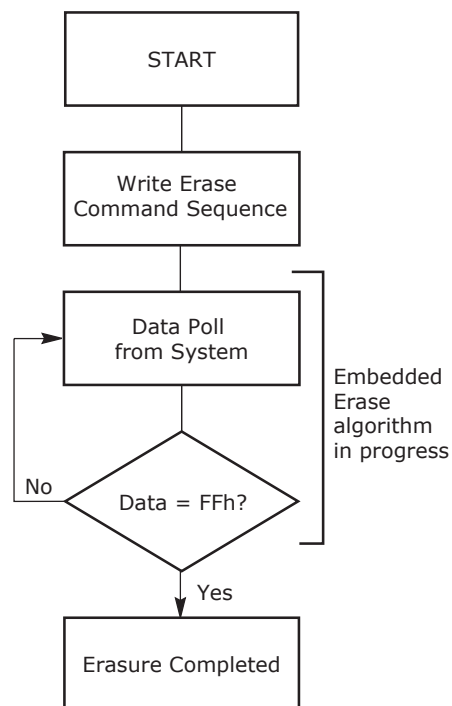 START
Write Erase
Command Sequence
Data Poll
from System
Embedded
Erase
algorithm
in progress
No
Data = FFh?
Yes
Erasure Completed